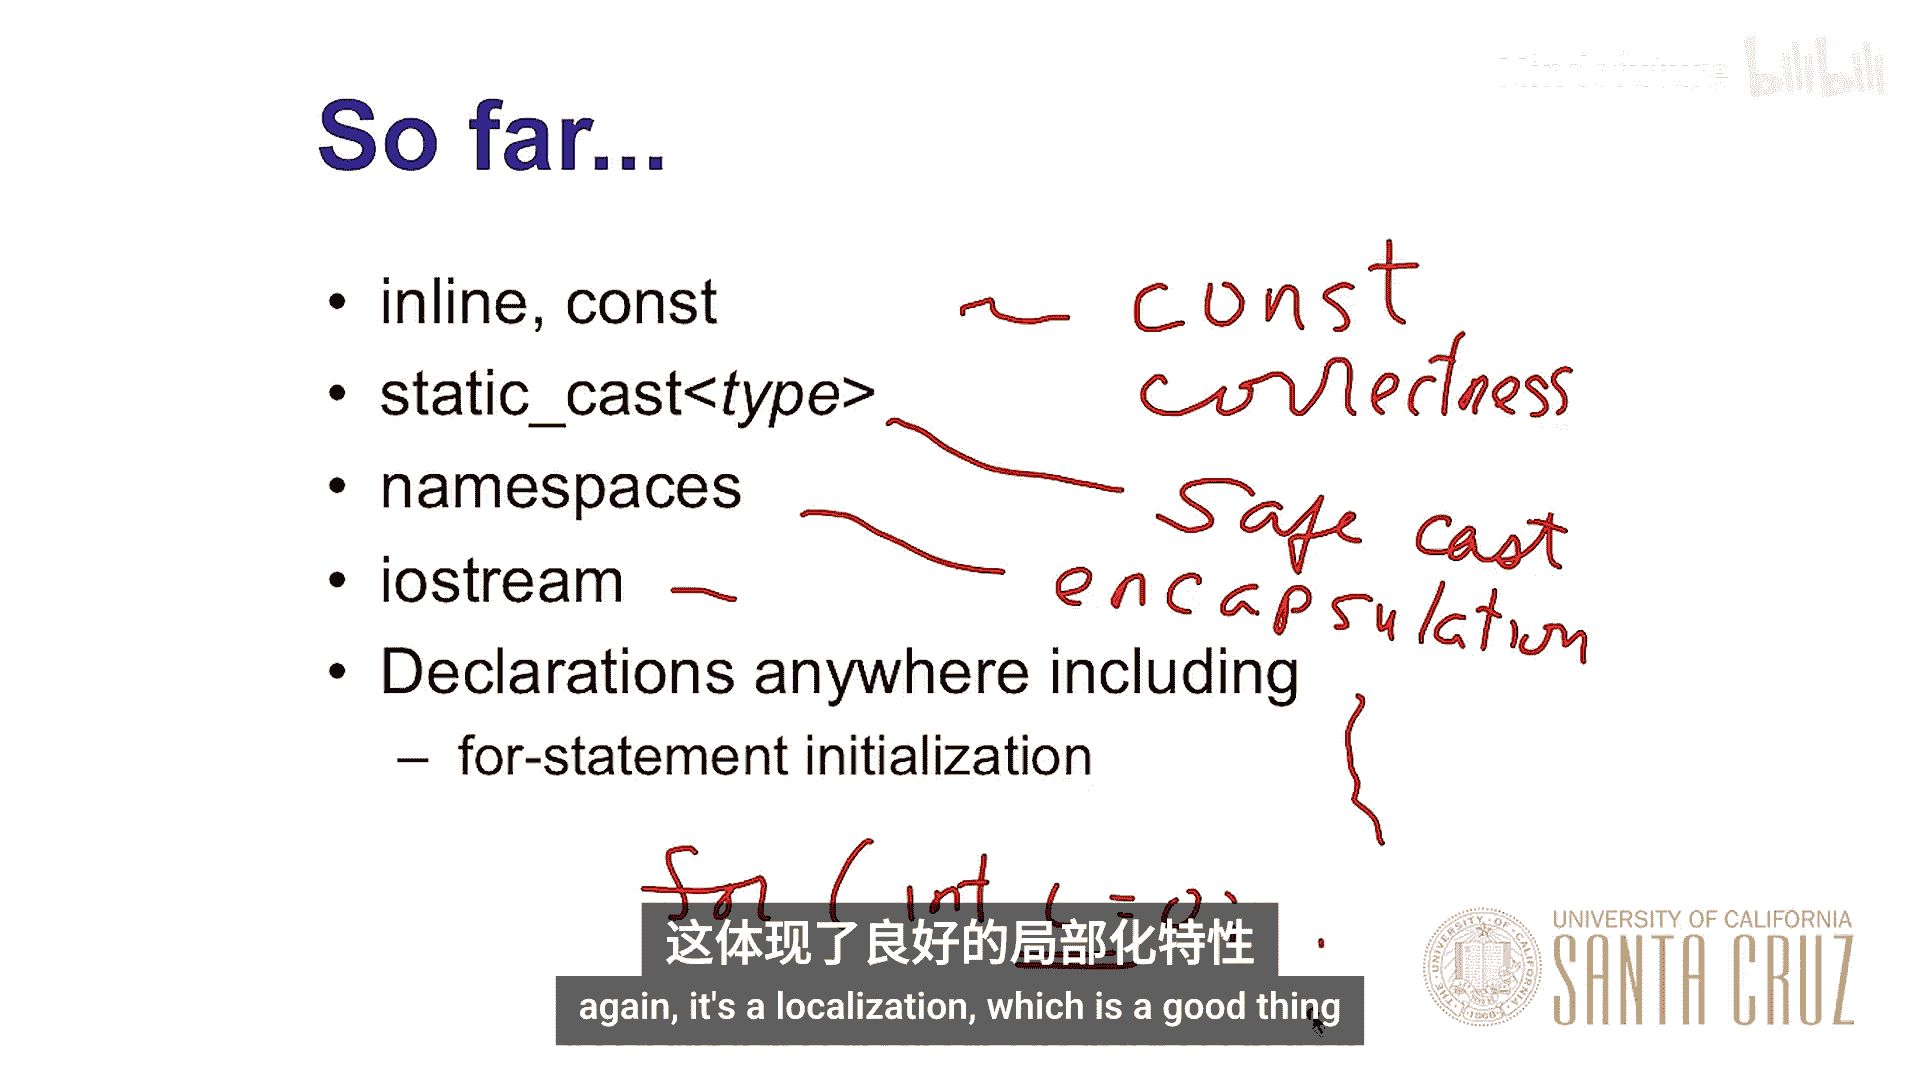 bilibili
So far...
• inline, const ~ const
correctness
• static_cast<type>
• namespaces
safe cast
• iostream
encapsulation
• Declarations anywhere including
– for-statement initialization
for ( int i = 0;
这体现了良好的局部化特性
again, it's a localization, which is a good thing
UNIVERSITY OF CALIFORNIA
SANTA CRUZ